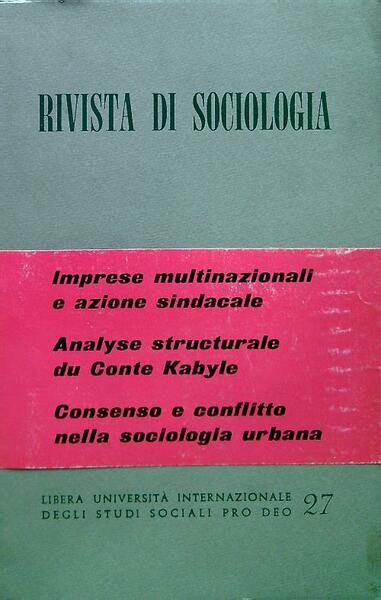 RIVISTA DI SOCIOLOGIA
Imprese multinazionali
e azione sindacale
Analyse structurale
du Conte Kabyle
Consenso e conflitto
nella sociologia urbana
LIBERA UNIVERSITÀ INTERNAZIONALE
DEGLI STUDI SOCIALI PRO DEO 27